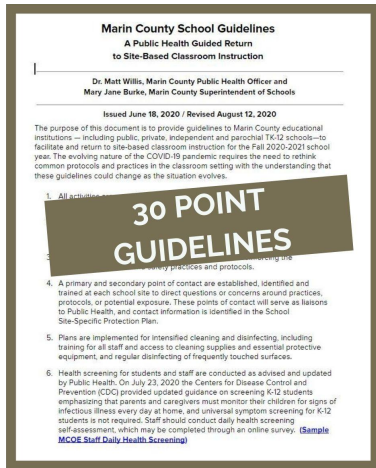 Marin County School Guidelines
A Public Health Guided Return
to Site-Based Classroom Instruction
Dr. Matt Willis, Marin County Public Health Officer and
Mary Jane Burke, Marin County Superintendent of Schools
Issued June 18, 2020 / Revised August 12, 2020
The purpose of this document is to provide guidelines to Marin County educational
institutions — including public, private, independent and parochial TK-12 schools—to
facilitate and return to site-based classroom instruction for the Fall 2020-2021 school
year. The evolving nature of the COVID-19 pandemic requires the need to rethink
common protocols and practices in the classroom setting with the understanding that
these guidelines could change as the situation evolves.
1. All activities
30 POINT
GUIDELINES
3.
the
safety practices and protocols.
4. A primary and secondary point of contact are established, identified and
trained at each school site to direct questions or concerns around practices,
protocols, or potential exposure. These points of contact will serve as liaisons
to Public Health, and contact information is identified in the School
Site-Specific Protection Plan.
5. Plans are implemented for intensified cleaning and disinfecting, including
training for all staff and access to cleaning supplies and essential protective
equipment, and regular disinfecting of frequently touched surfaces.
6. Health screening for students and staff are conducted as advised and updated
by Public Health. On July 23, 2020 the Centers for Disease Control and
Prevention (CDC) provided updated guidance on screening K-12 students
emphasizing that parents and caregivers must monitor their children for signs of
infectious illness every day at home, and universal symptom screening for K-12
students is not required. Staff should conduct daily health screening
self-assessment, which may be completed through an online survey. (Sample
MCOE Staff Daily Health Screening)